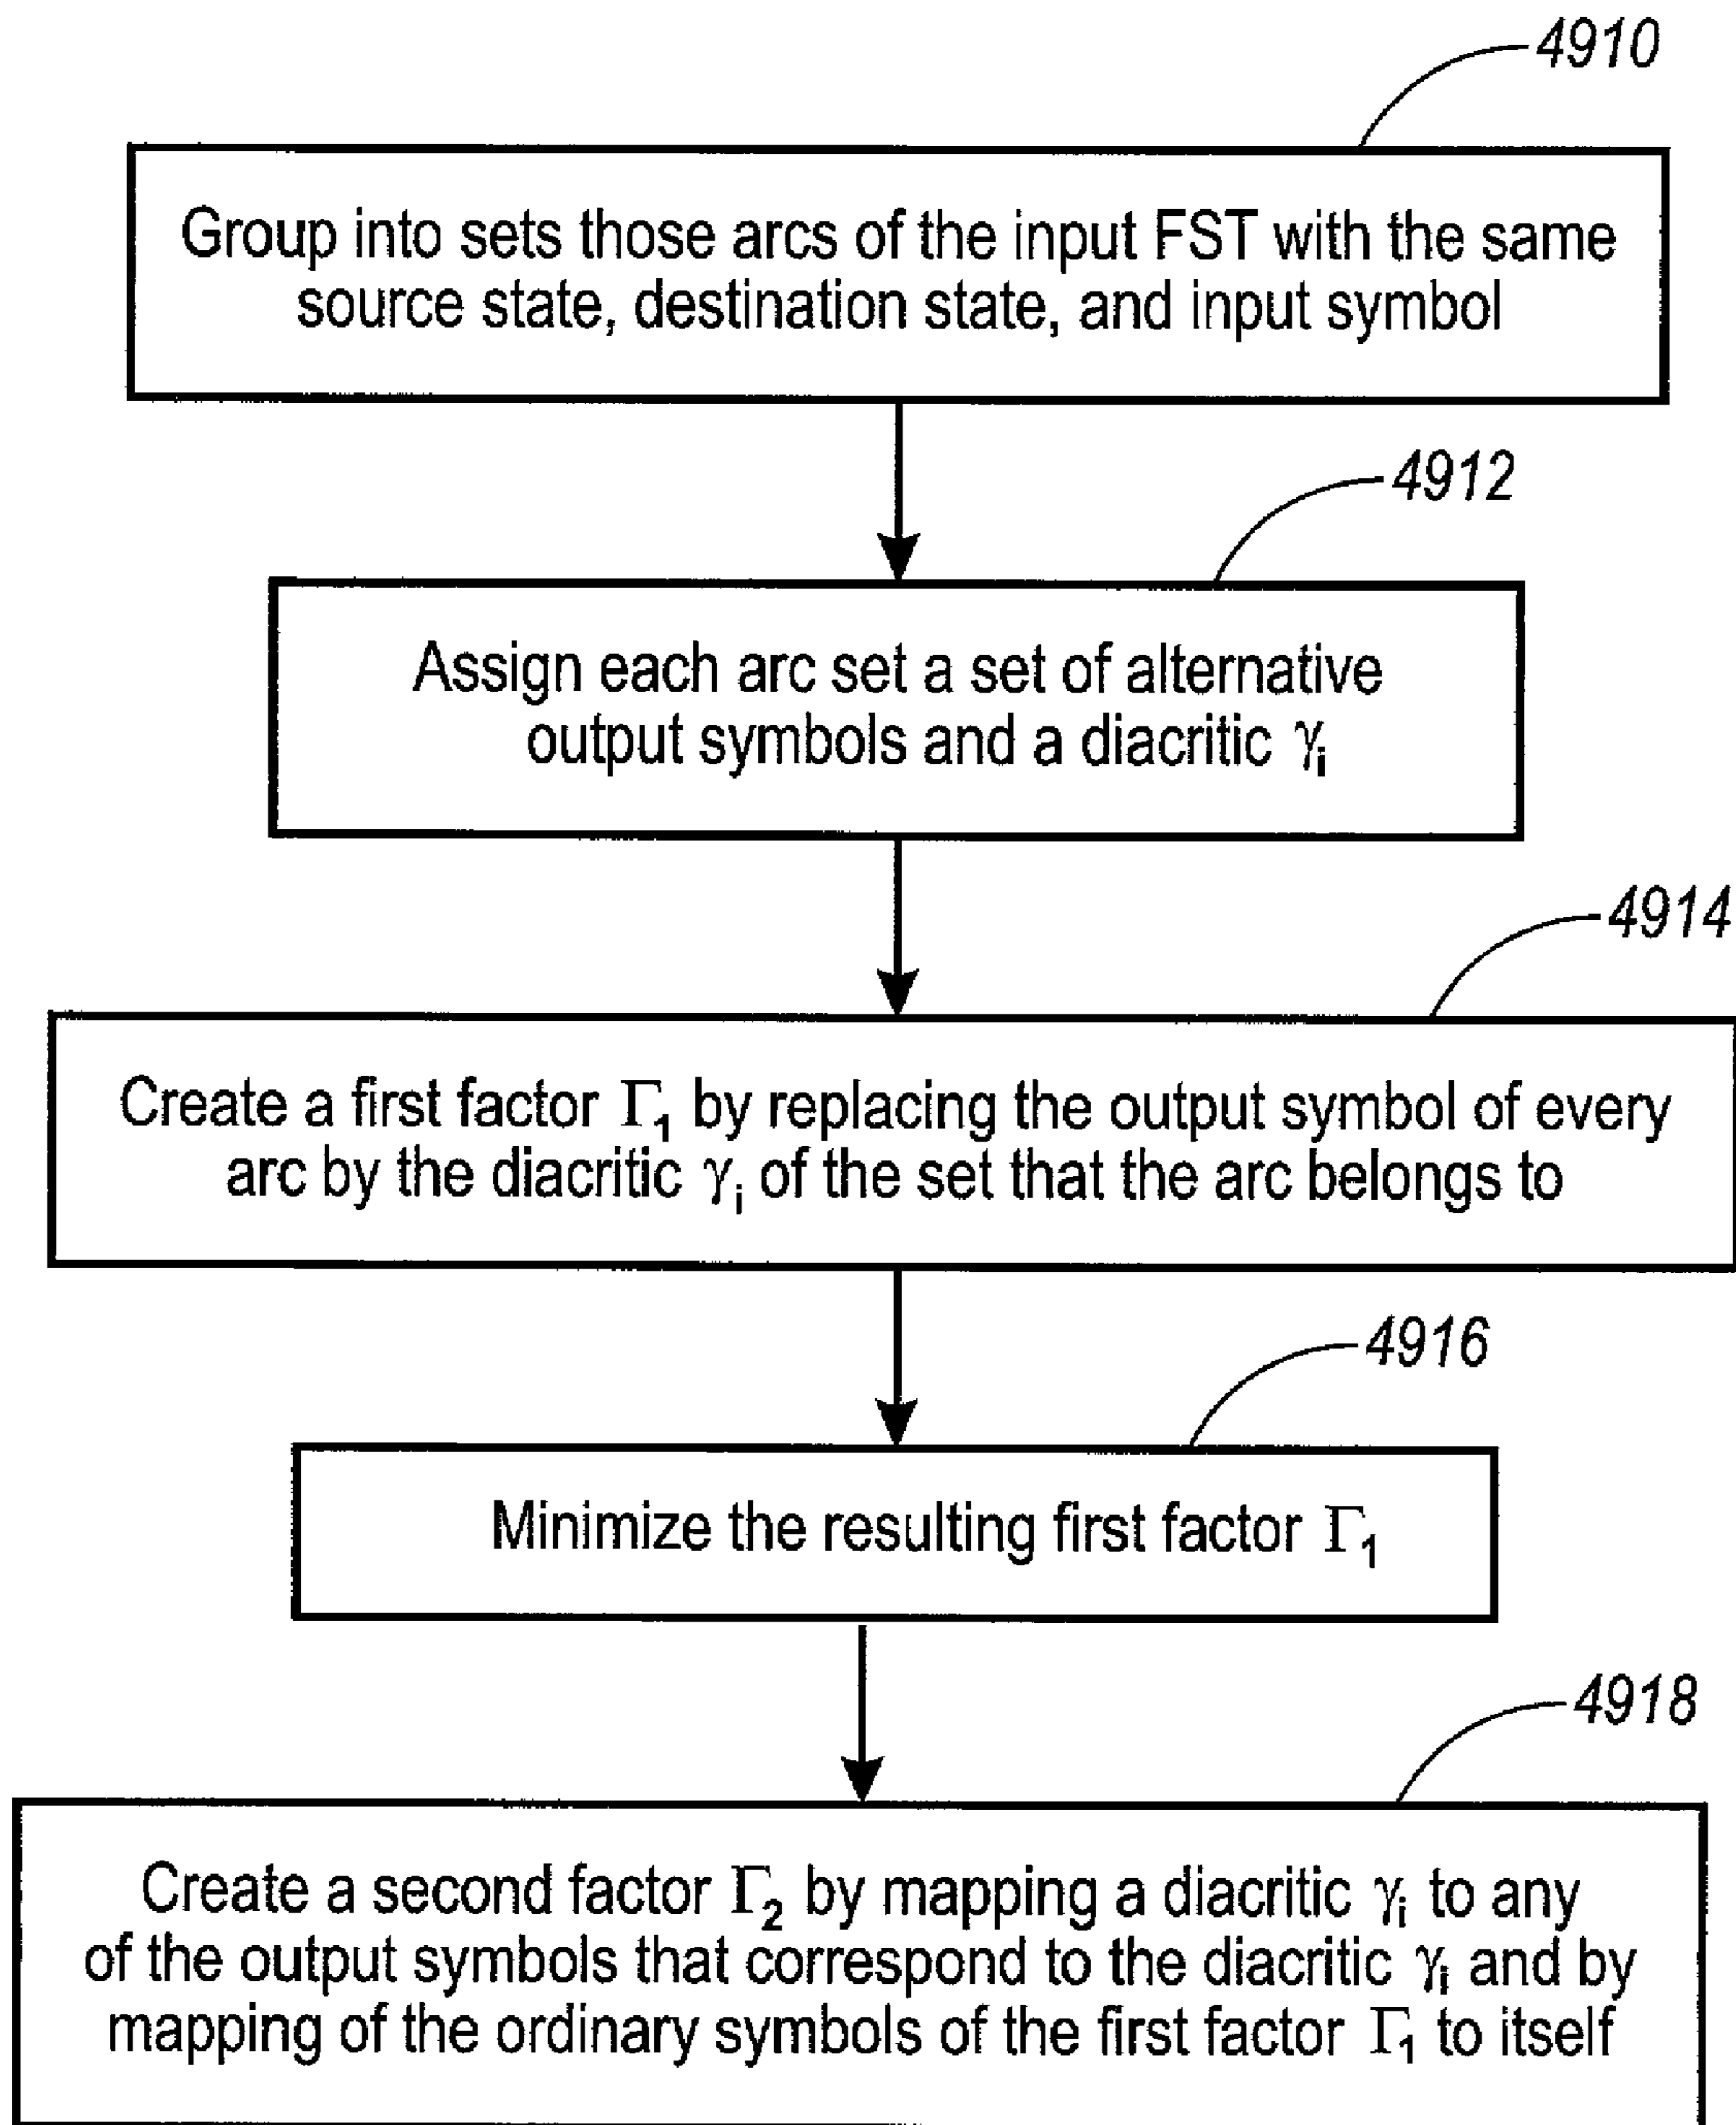 4910
Group into sets those arcs of the input FST with the same
source state, destination state, and input symbol
4912
Assign each arc set a set of alternative
output symbols and a diacritic γi
4914
Create a first factor Γ1 by replacing the output symbol of every
arc by the diacritic γi of the set that the arc belongs to
4916
Minimize the resulting first factor Γ1
4918
Create a second factor Γ2 by mapping a diacritic γi to any
of the output symbols that correspond to the diacritic γi and by
mapping of the ordinary symbols of the first factor Γ1 to itself